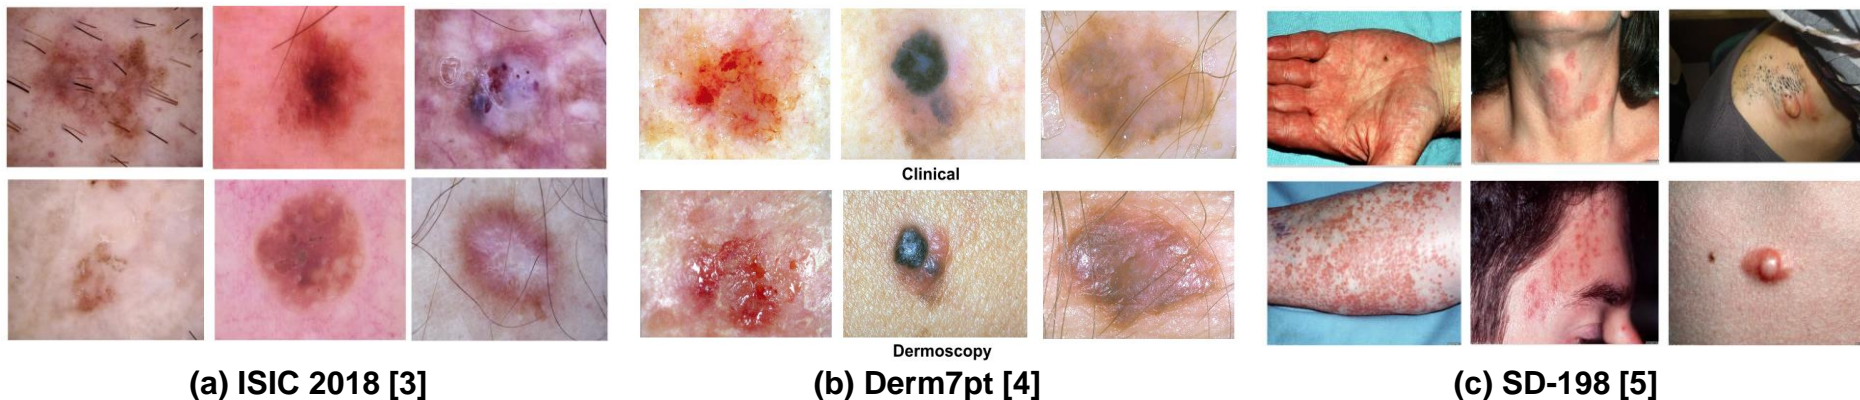 Clinical
Dermoscopy
(a) ISIC 2018 [3]
(b) Derm7pt [4]
(c) SD-198 [5]